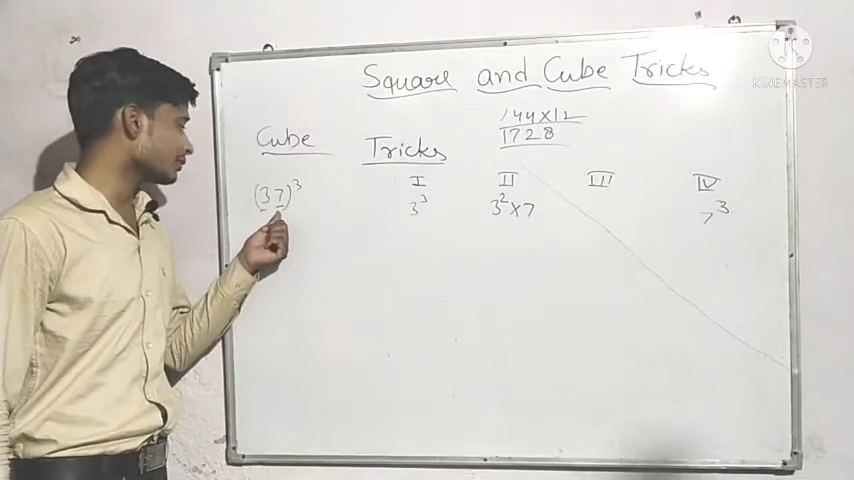 Square and Cube Tricks
KINEMASTER
144×12
1728
Cube Tricks
I II III IV
(37)³ 3³ 3²×7 7³